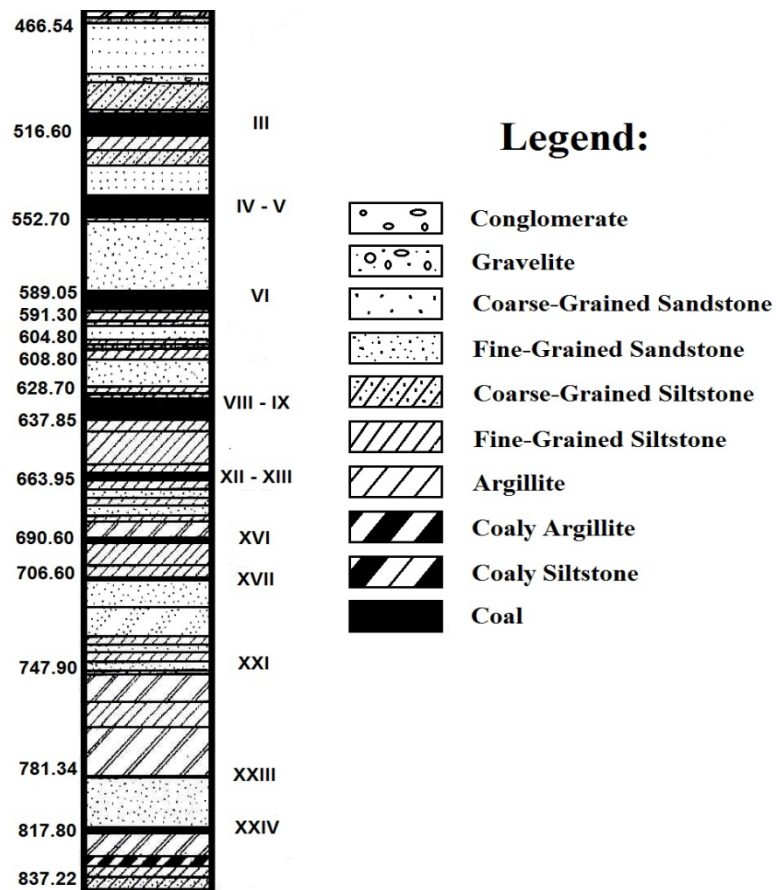 466.54
516.60
552.70
589.05
591.30
604.80
608.80
628.70
637.85
663.95
690.60
706.60
747.90
781.34
817.80
837.22
III
IV - V
VI
VIII - IX
XII - XIII
XVI
XVII
XXI
XXIII
XXIV
Legend:
Conglomerate
Gravelite
Coarse-Grained Sandstone
Fine-Grained Sandstone
Coarse-Grained Siltstone
Fine-Grained Siltstone
Argillite
Coaly Argillite
Coaly Siltstone
Coal